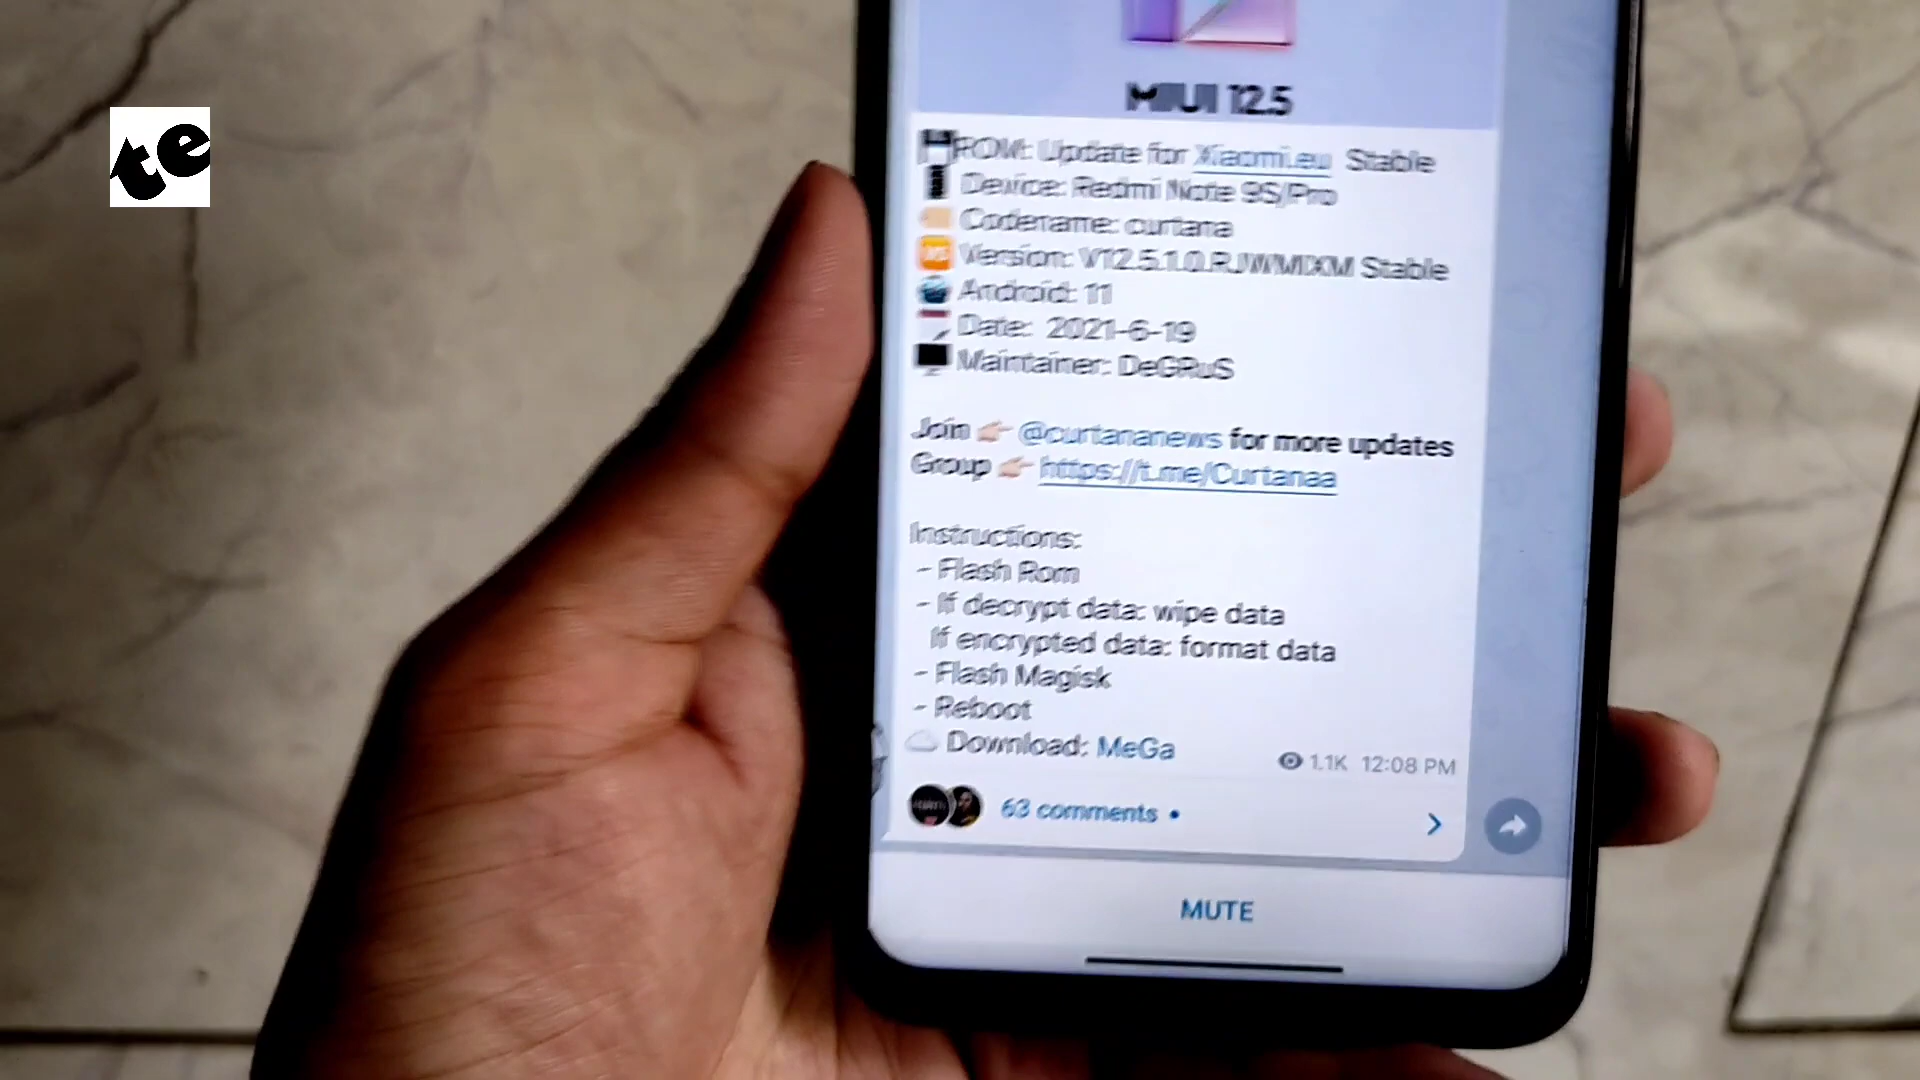 te
MIUI 12.5
ROM: Update for Xiaomi.eu Stable
Device: Redmi Note 9S/Pro
Codename: curtana
Version: V12.5.1.0.RJWMIXM Stable
Android: 11
Date: 2021-6-19
Maintainer: DeGRuS
Join 👉🏻 @curtananews for more updates
Group 👉🏻 https://t.me/Curtanaa
Instructions:
- Flash Rom
- If decrypt data: wipe data
If encrypted data: format data
- Flash Magisk
- Reboot
Download: MeGa
1.1K 12:08 PM
63 comments •
MUTE